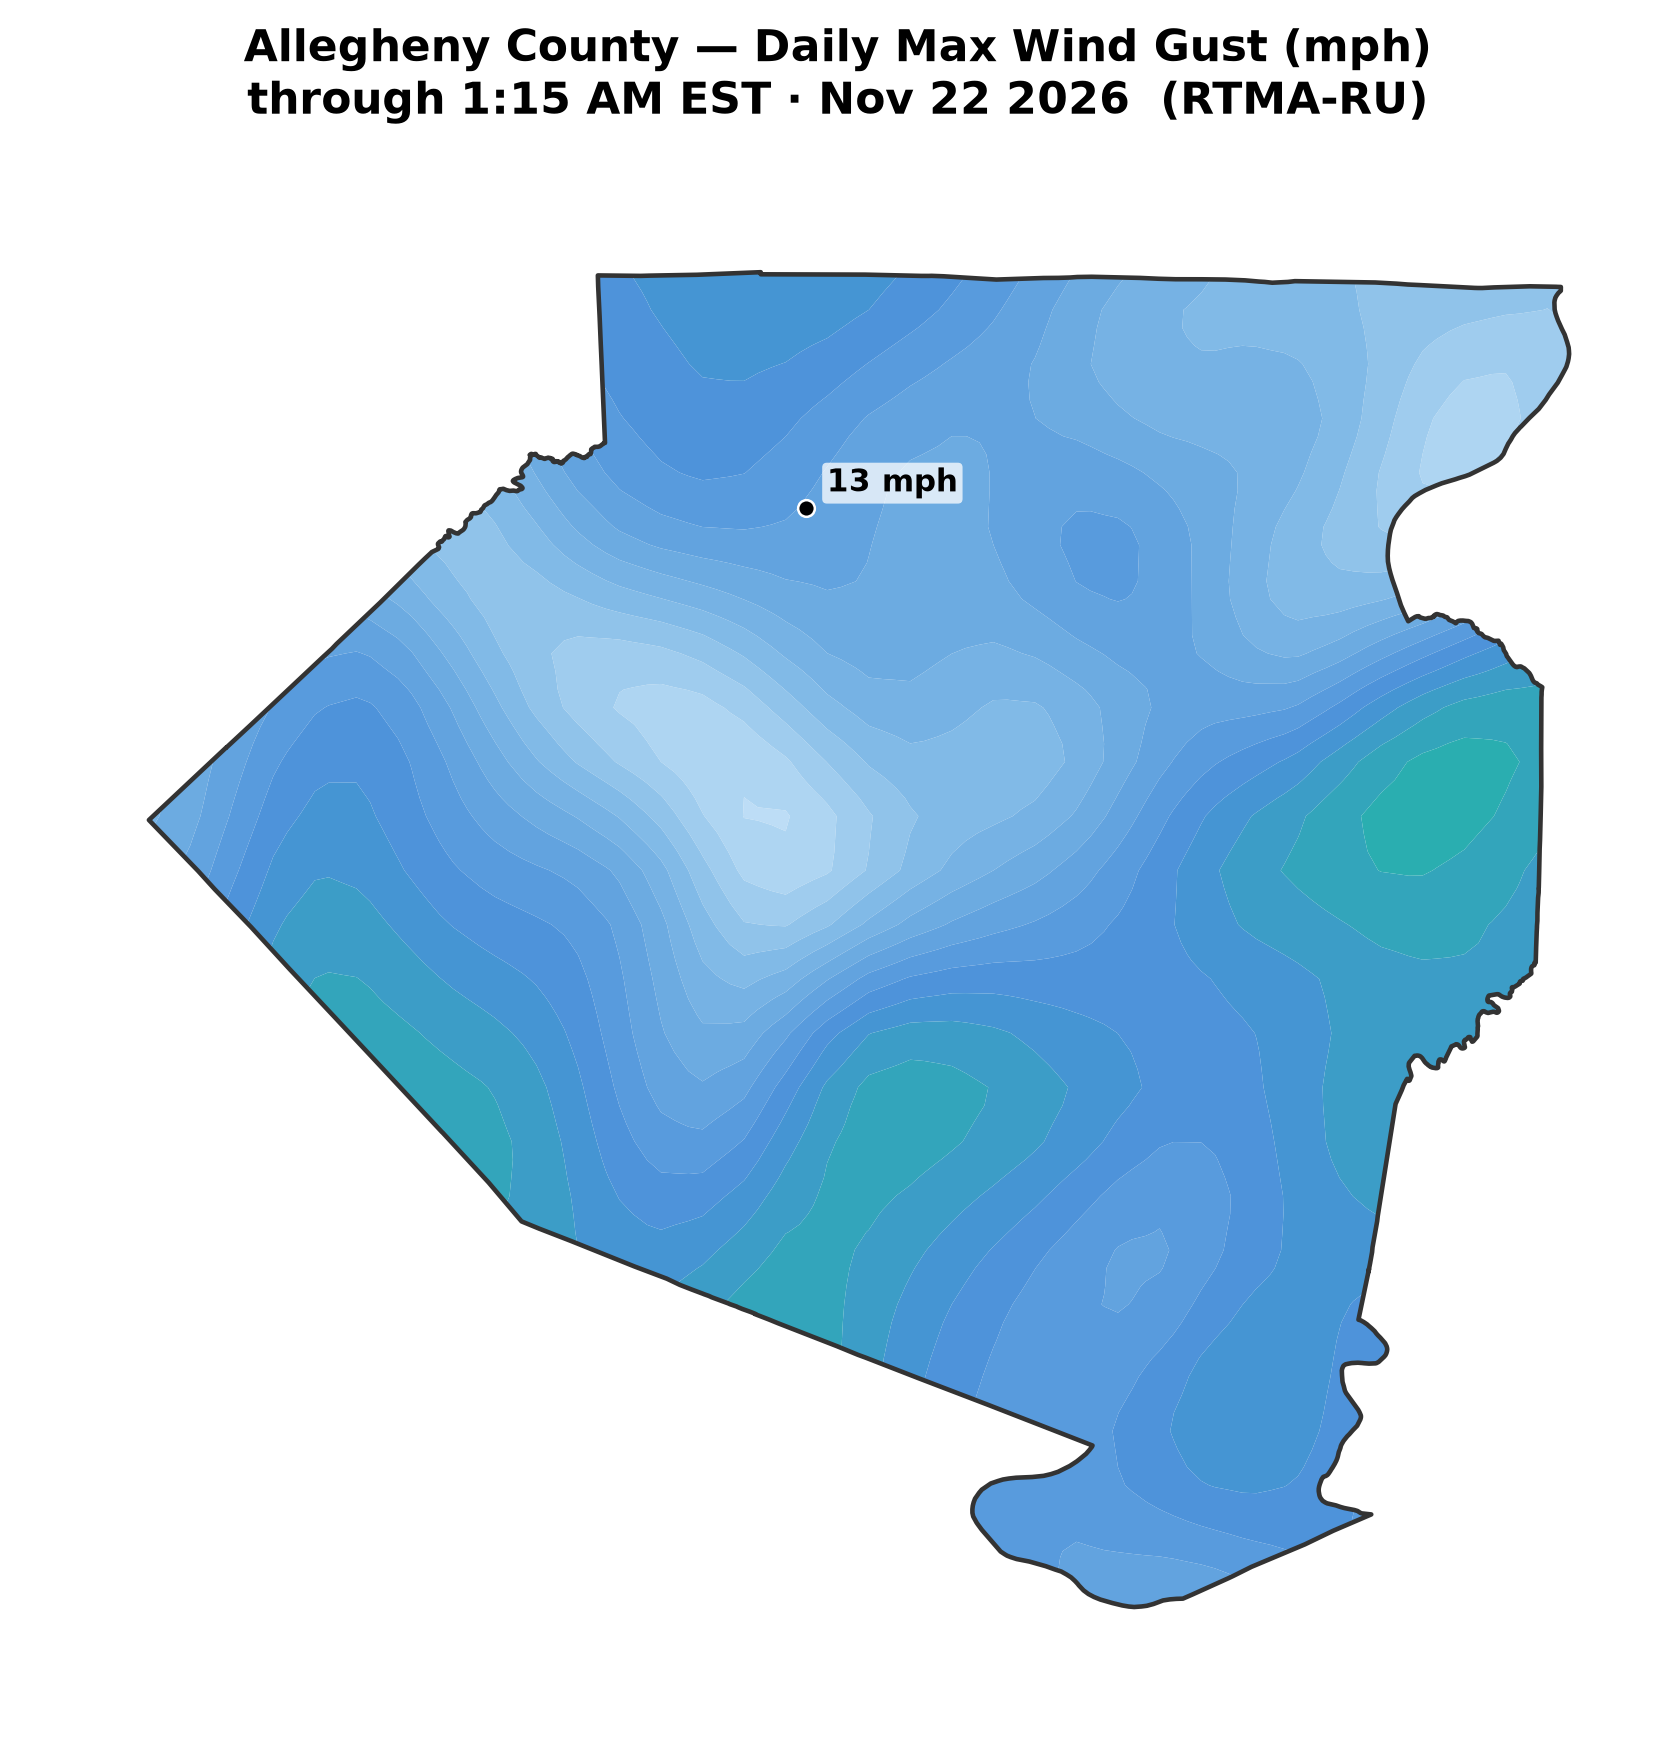 Allegheny County — Daily Max Wind Gust (mph)
through 1:15 AM EST · Nov 22 2026 (RTMA-RU)
13 mph